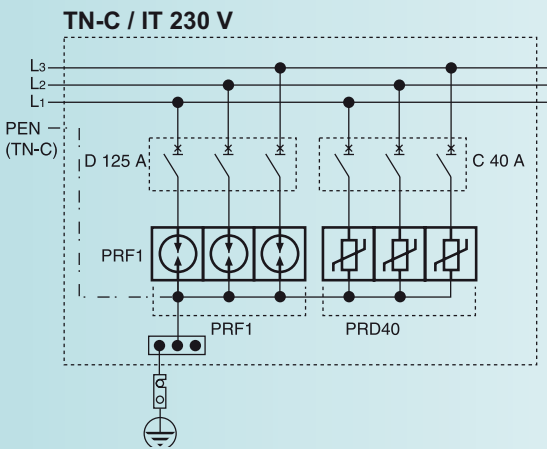 TN-C / IT 230 V
L3
L2
L1
PEN
(TN-C)
D 125 A
C 40 A
PRF1
PRF1
PRD40